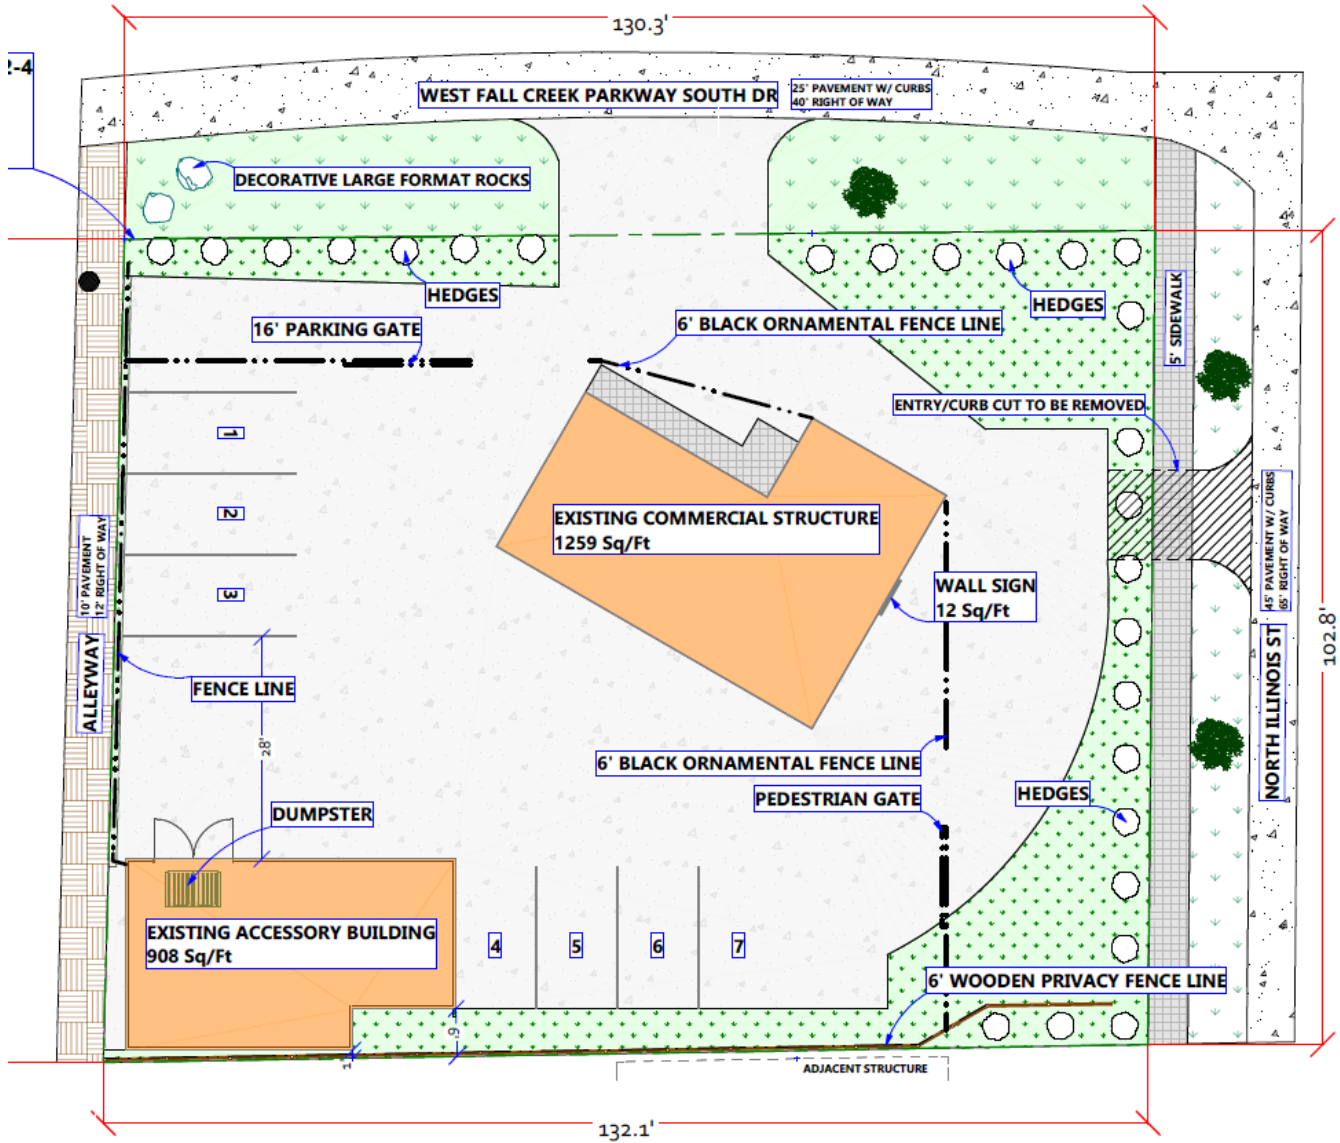 130.3'
2-4
WEST FALL CREEK PARKWAY SOUTH DR
25' PAVEMENT W/ CURBS
40' RIGHT OF WAY
DECORATIVE LARGE FORMAT ROCKS
HEDGES
HEDGES
5' SIDEWALK
16' PARKING GATE
6' BLACK ORNAMENTAL FENCE LINE
ENTRY/CURB CUT TO BE REMOVED
1
2
3
EXISTING COMMERCIAL STRUCTURE
1259 Sq/Ft
10' PAVEMENT
12' RIGHT OF WAY
45' PAVEMENT W/ CURBS
65' RIGHT OF WAY
WALL SIGN
12 Sq/Ft
102.8'
ALLEYWAY
FENCE LINE
NORTH ILLINOIS ST
28'
6' BLACK ORNAMENTAL FENCE LINE
PEDESTRIAN GATE
HEDGES
DUMPSTER
EXISTING ACCESSORY BUILDING
908 Sq/Ft
4
5
6
7
6' WOODEN PRIVACY FENCE LINE
ADJACENT STRUCTURE
132.1'